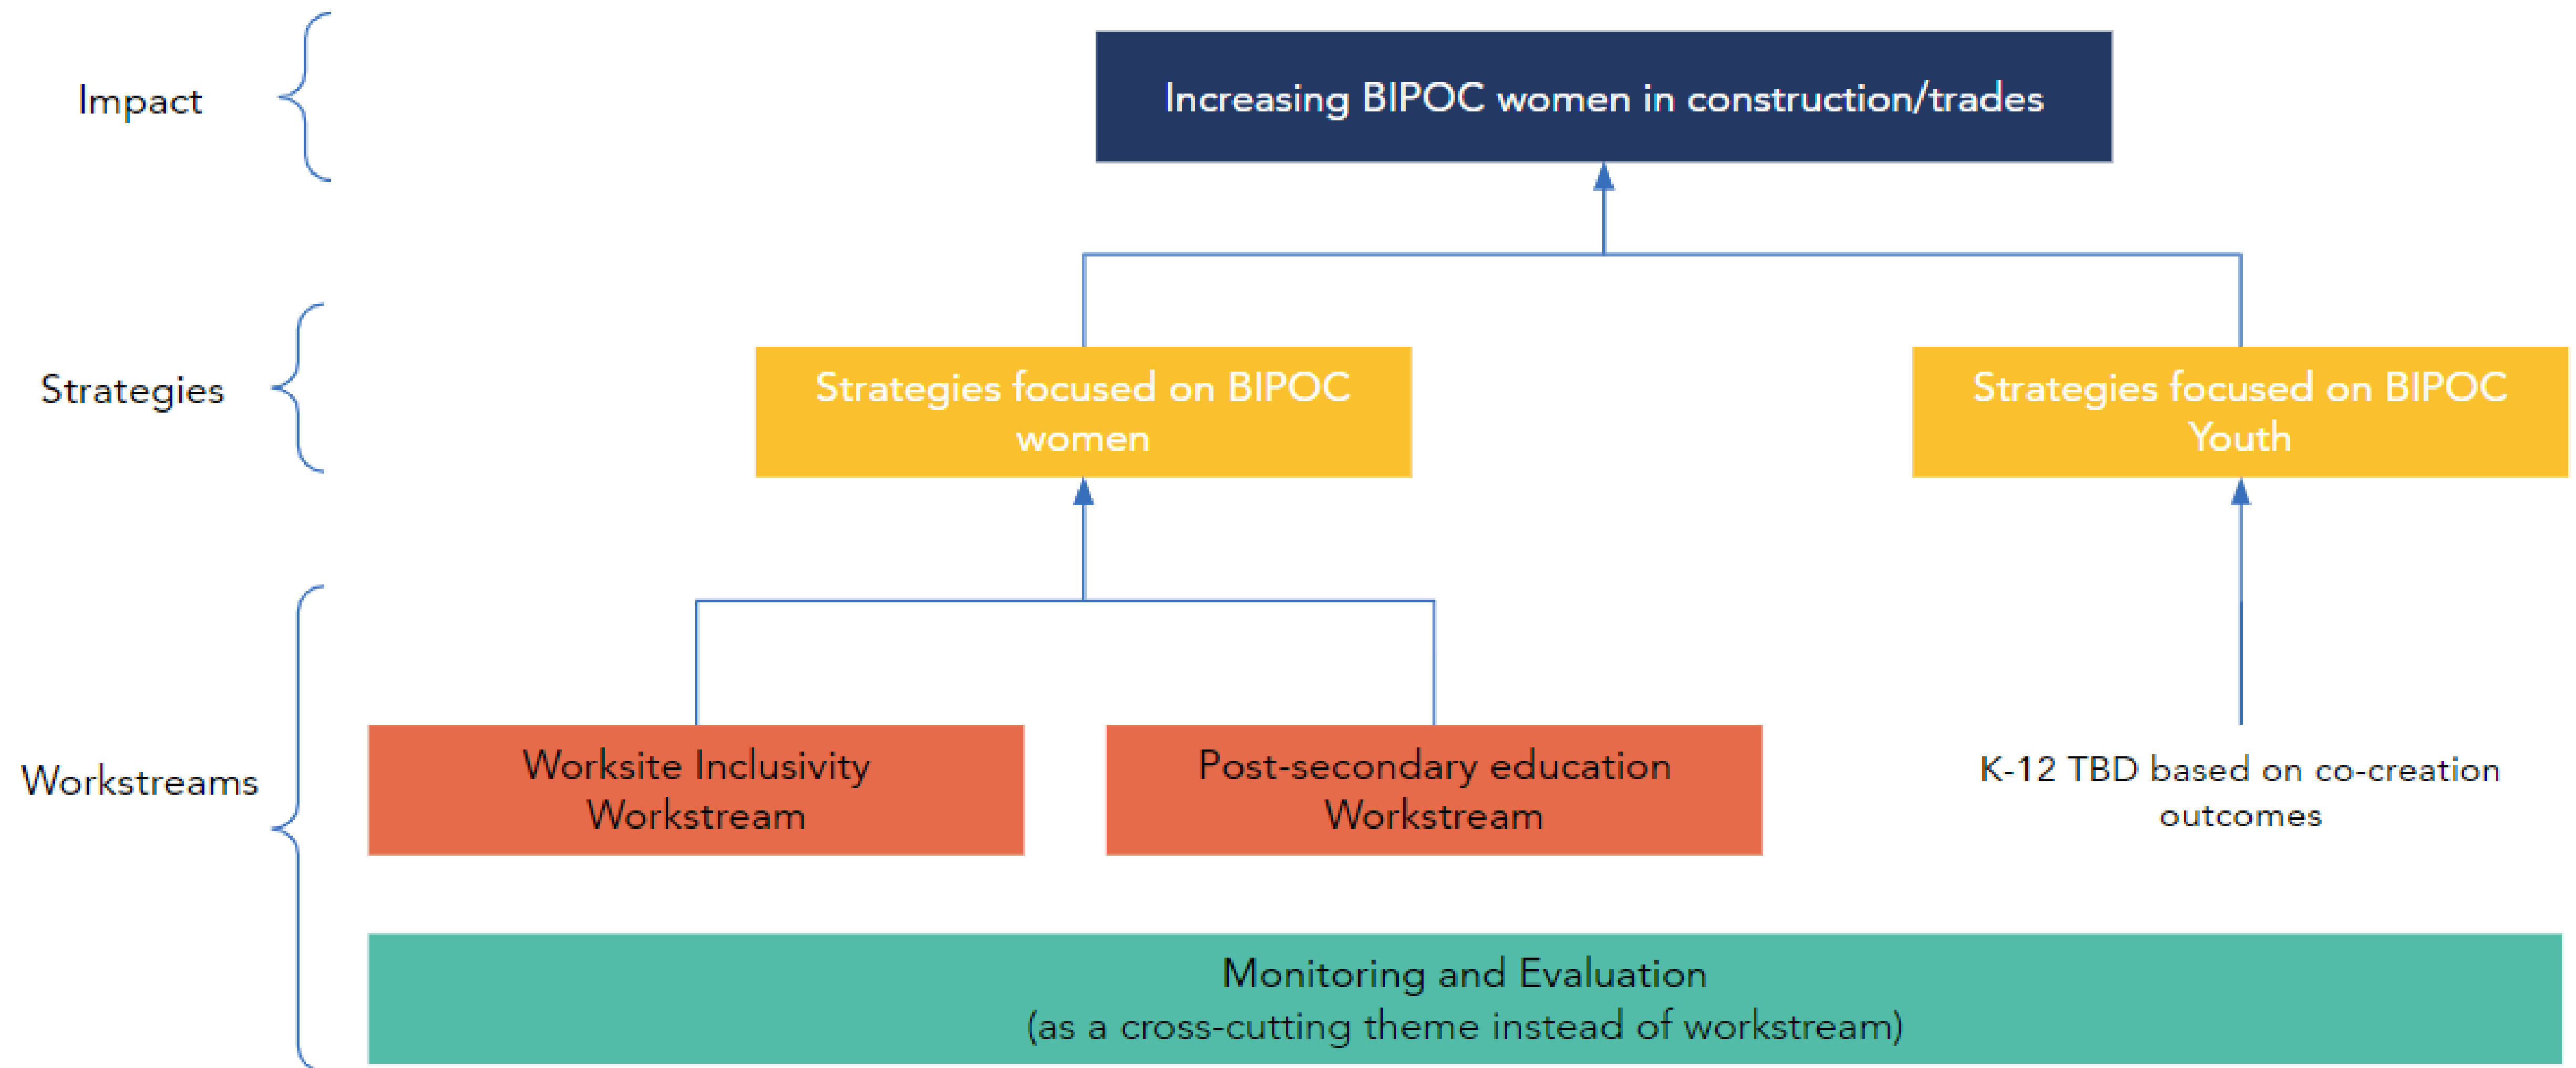 Impact
Increasing BIPOC women in construction/trades
Strategies
Strategies focused on BIPOC
women
Strategies focused on BIPOC
Youth
Workstreams
Worksite Inclusivity
Workstream
Post-secondary education
Workstream
K-12 TBD based on co-creation
outcomes
Monitoring and Evaluation
(as a cross-cutting theme instead of workstream)